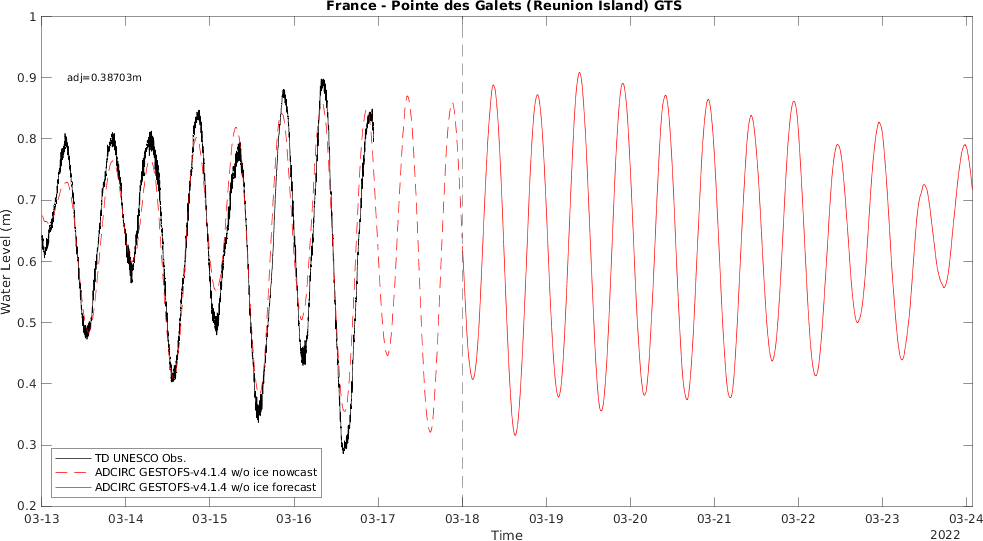 France - Pointe des Galets (Reunion Island) GTS
1
0.9
adj=0.38703m
0.8
0.7
Water Level (m)
0.6
0.5
0.4
0.3
TD UNESCO Obs.
ADCIRC GESTOFS-v4.1.4 w/o ice nowcast
ADCIRC GESTOFS-v4.1.4 w/o ice forecast
0.2
03-13 03-14 03-15 03-16 03-17 03-18 03-19 03-20 03-21 03-22 03-23 03-24
Time
2022